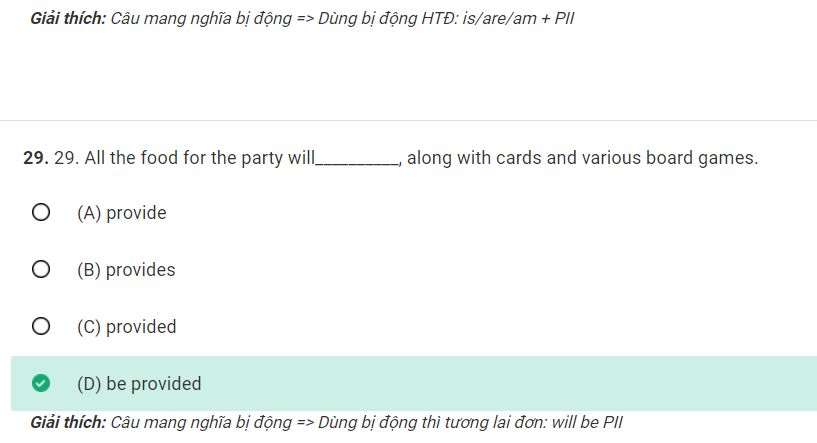 Giải thích: Câu mang nghĩa bị động => Dùng bị động HTĐ: is/are/am + PII
29. 29. All the food for the party will__________, along with cards and various board games.
(A) provide
(B) provides
(C) provided
(D) be provided
Giải thích: Câu mang nghĩa bị động => Dùng bị động thì tương lai đơn: will be PII